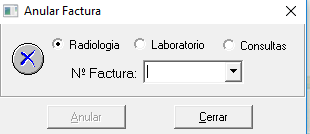 Anular Factura
Radiologia Laboratorio Consultas
Nº Factura:
Anular Cerrar